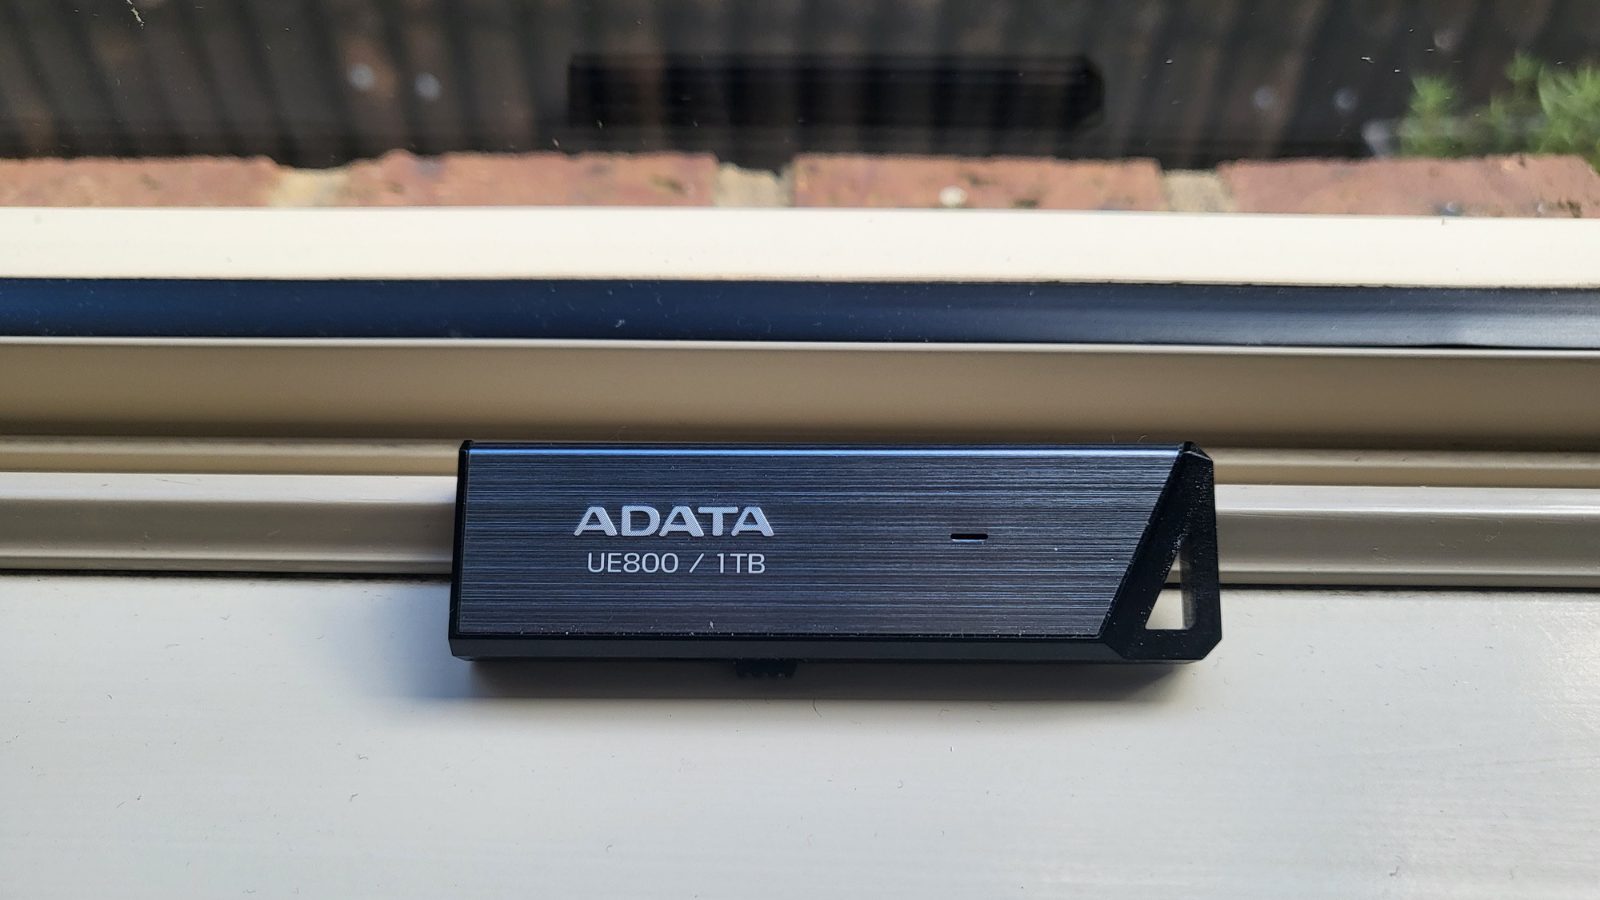 ADATA
UE800 / 1TB